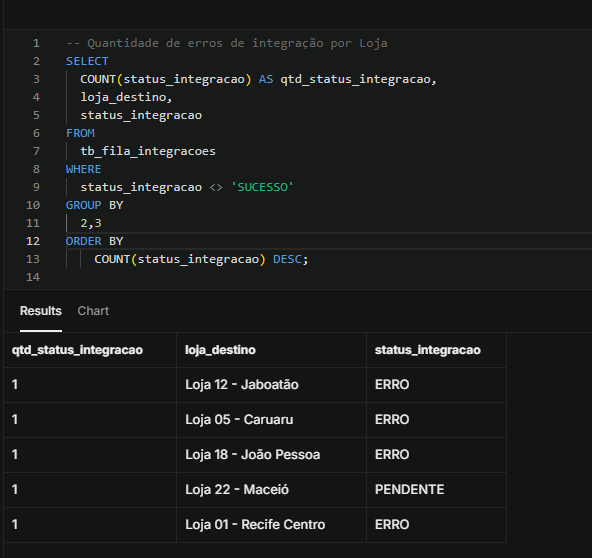 1 -- Quantidade de erros de integração por Loja
2 SELECT
3 COUNT(status_integracao) AS qtd_status_integracao,
4 loja_destino,
5 status_integracao
6 FROM
7 tb_fila_integracoes
8 WHERE
9 status_integracao <> 'SUCESSO'
10 GROUP BY
11 2,3
12 ORDER BY
13 COUNT(status_integracao) DESC;
14
Results Chart
qtd_status_integracao loja_destino status_integracao
1 Loja 12 - Jaboatão ERRO
1 Loja 05 - Caruaru ERRO
1 Loja 18 - João Pessoa ERRO
1 Loja 22 - Maceió PENDENTE
1 Loja 01 - Recife Centro ERRO